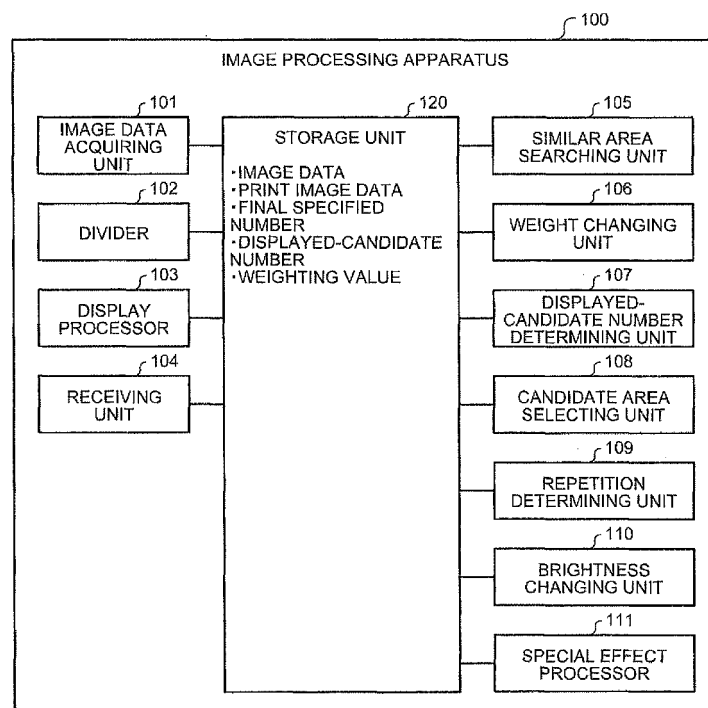 100
IMAGE PROCESSING APPARATUS
101
IMAGE DATA
ACQUIRING
UNIT
102
DIVIDER
103
DISPLAY
PROCESSOR
104
RECEIVING
UNIT
120
STORAGE UNIT
・IMAGE DATA
・PRINT IMAGE DATA
・FINAL SPECIFIED
NUMBER
・DISPLAYED-CANDIDATE
NUMBER
・WEIGHTING VALUE
105
SIMILAR AREA
SEARCHING UNIT
106
WEIGHT CHANGING
UNIT
107
DISPLAYED-
CANDIDATE NUMBER
DETERMINING UNIT
108
CANDIDATE AREA
SELECTING UNIT
109
REPETITION
DETERMINING UNIT
110
BRIGHTNESS
CHANGING UNIT
111
SPECIAL EFFECT
PROCESSOR